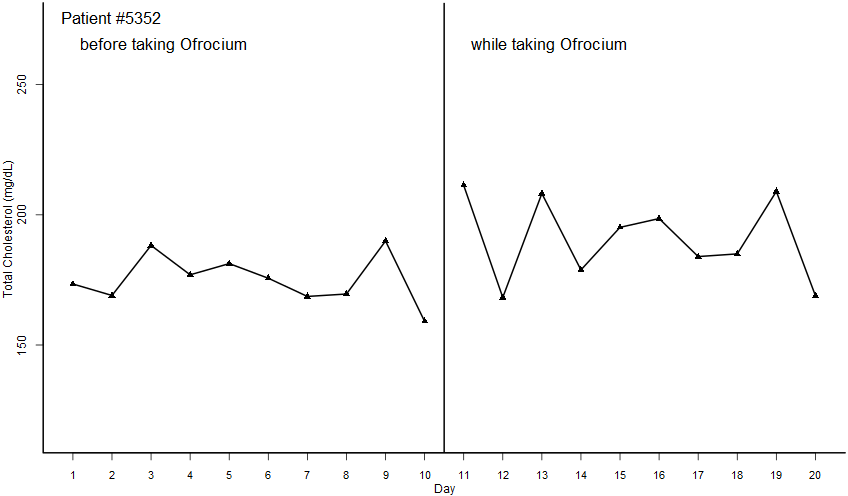 Patient #5352
before taking Ofrocium
while taking Ofrocium
250
200
150
Total Cholesterol (mg/dL)
1 2 3 4 5 6 7 8 9 10 11 12 13 14 15 16 17 18 19 20
Day